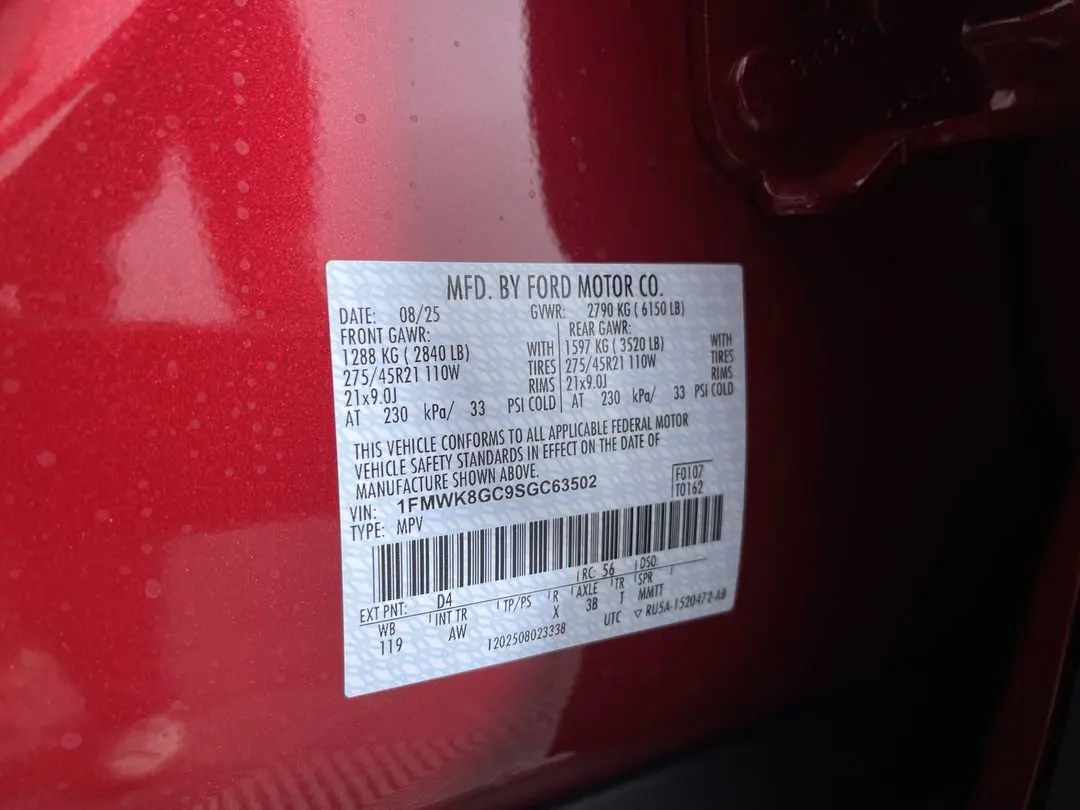 MFD. BY FORD MOTOR CO.
DATE: 08/25 GVWR: 2790 KG ( 6150 LB)
FRONT GAWR: REAR GAWR:
1288 KG ( 2840 LB) WITH 1597 KG ( 3520 LB) WITH
275/45R21 110W TIRES 275/45R21 110W TIRES
21x9.0J RIMS 21x9.0J RIMS
AT 230 kPa/ 33 PSI COLD AT 230 kPa/ 33 PSI COLD
THIS VEHICLE CONFORMS TO ALL APPLICABLE FEDERAL MOTOR
VEHICLE SAFETY STANDARDS IN EFFECT ON THE DATE OF
MANUFACTURE SHOWN ABOVE.
VIN: 1FMWK8GC9SGC63502 F0107
TYPE: MPV T0162
EXT PNT: D4 RC: 56 DSO:
WB INT TR TP/PS R AXLE TR SPR
119 AW X 3B T MMTT
1202508023338 UTC ▽ RU5A-1520472-AB